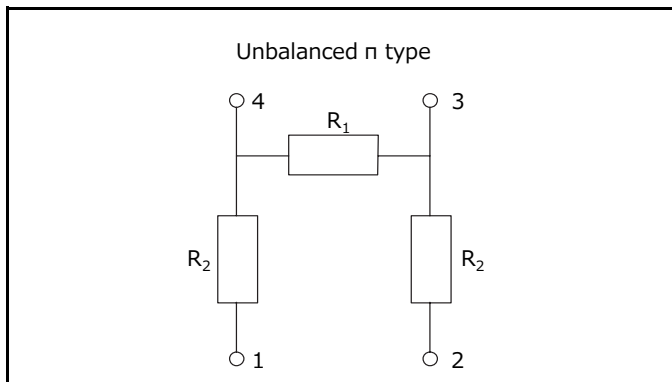 Unbalanced π type
4 3
R₁
R₂ R₂
1 2